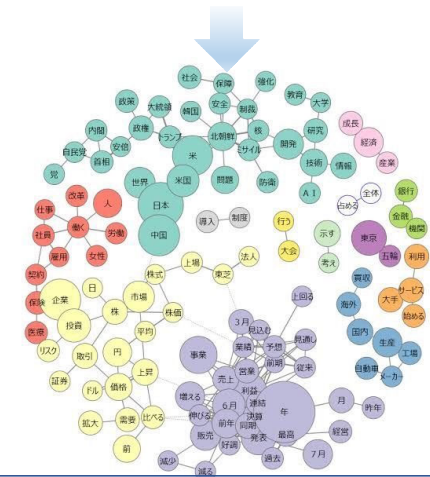 社会
保障
強化
政策
大統領
韓国
安全
制裁
教育
大学
内閣
政権
トランプ
北朝鮮
核
成長
自民党
安倍
首相
ミサイル
開発
研究
経済
党
米
技術
情報
産業
世界
米国
問題
防衛
AI
改革
人
日本
占める
全体
銀行
仕事
導入
制度
行う
金融
社員
働く
労働
中国
示す
東京
機関
雇用
女性
大会
考え
五輪
利用
契約
株式
上場
東芝
法人
買収
サービス
保険
企業
日
市場
上回る
海外
大手
始める
医療
投資
株
株価
3月
見込む
国内
生産
リスク
取引
平均
業績
予想
見通し
工場
円
事業
前期
従来
自動車
メーカー
証券
ドル
価格
上昇
売上
営業
利益
増える
6月
連結
年
月
昨年
拡大
需要
比べる
伸びる
前年
決算
同期
前
販売
好調
発表
最高
経営
減少
減る
過去
7月